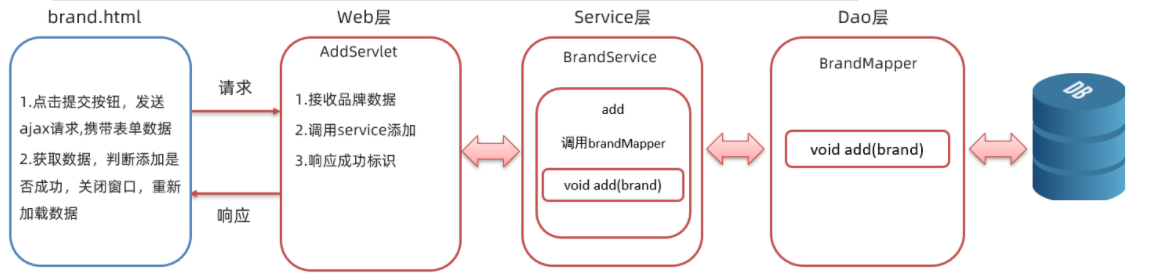 brand.html
Web层
Service层
Dao层
1.点击提交按钮，发送
ajax请求,携带表单数据
2.获取数据，判断添加是
否成功，关闭窗口，重新
加载数据
请求
响应
AddServlet
1.接收品牌数据
2.调用service添加
3.响应成功标识
BrandService
add
调用brandMapper
void add(brand)
BrandMapper
void add(brand)
DB